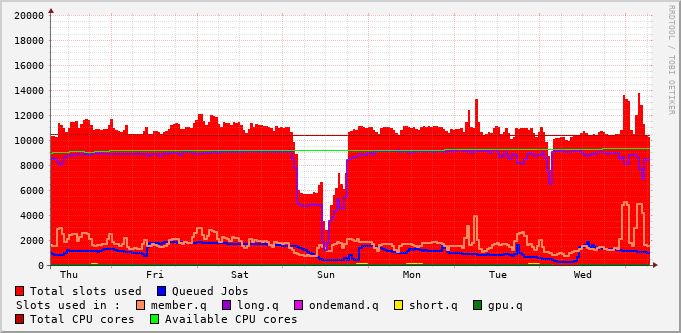 20000
18000
16000
14000
12000
10000
8000
6000
4000
2000
0
Thu Fri Sat Sun Mon Tue Wed
RRDTOOL / TOBI OETIKER
Total slots used Queued Jobs
Slots used in : member.q long.q ondemand.q short.q gpu.q
Total CPU cores Available CPU cores